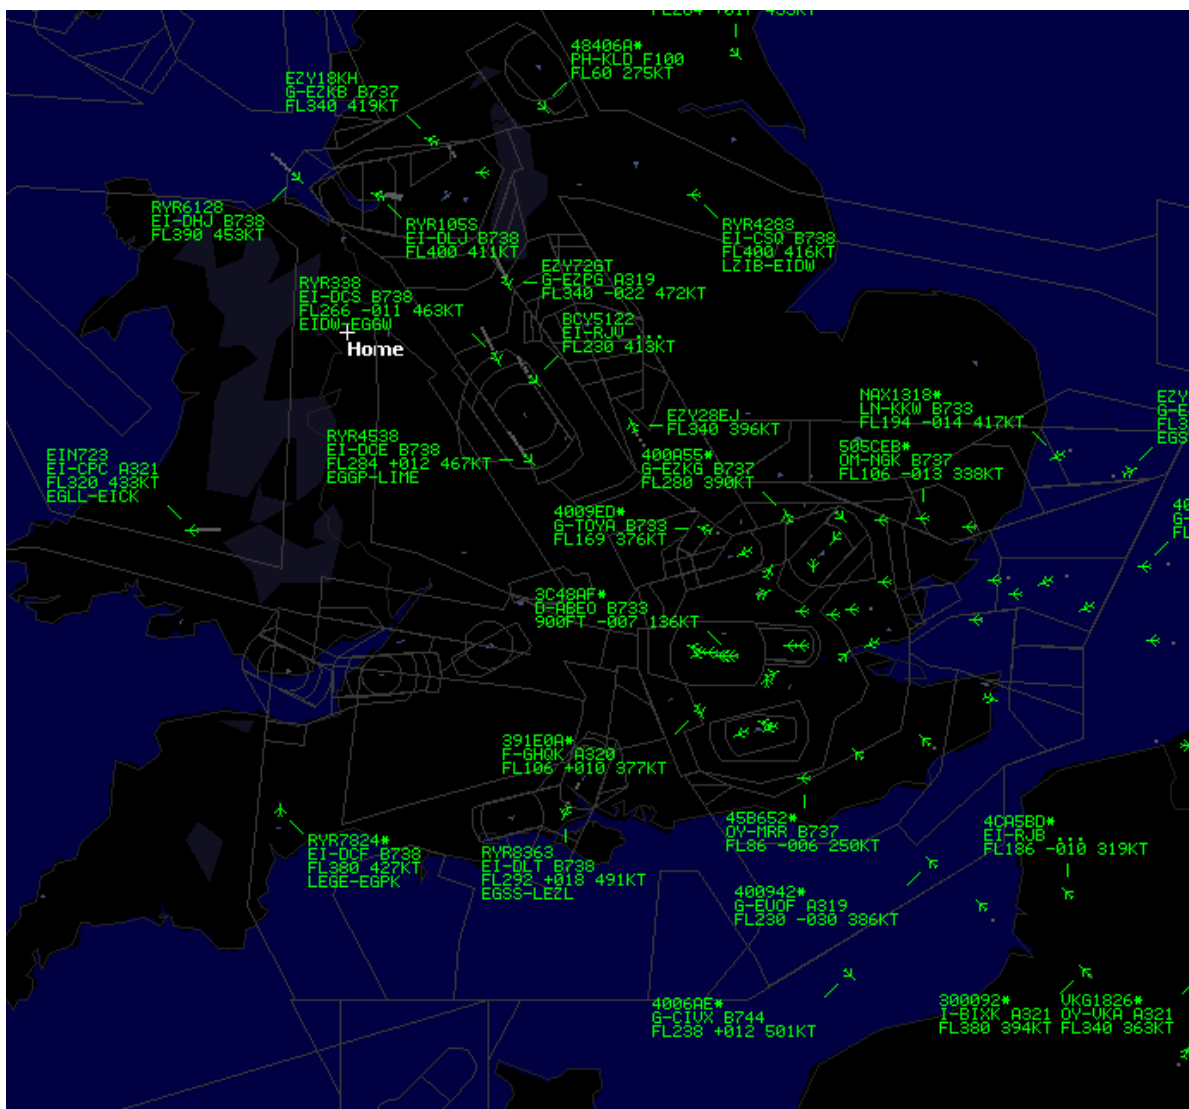 48406A*
PH-KLD F100
FL60 275KT
EZY18KH
G-EZKB B737
FL340 419KT
RYR6128
EI-DHJ B738
FL390 453KT
RYR105S
EI-DLJ B738
FL400 411KT
RYR4283
EI-CSQ B738
FL400 416KT
LZIB-EIDW
EZY72GT
G-EZPG A319
FL340 -022 472KT
RYR338
EI-DCS B738
FL266 -011 463KT
EIDW-EGGW
Home
BCY5122
EI-RJV ...
FL230 413KT
EZY28EJ
FL340 396KT
NAX1318*
LN-KKW B733
FL194 -014 417KT
EZY
G-E
FL3
EGS
RYR4538
EI-DCE B738
FL284 +012 467KT
EGGP-LIME
400A55*
G-EZKG B737
FL280 390KT
505CEB*
OM-NGK B737
FL106 -013 338KT
EIN723
EI-CPC A321
FL320 433KT
EGLL-EICK
4009ED*
G-TOYA B733
FL169 376KT
40
G-
FL
3C48AF*
D-ABEO B733
900FT -007 136KT
391E0A*
F-GHQK A320
FL106 +010 377KT
RYR7824*
EI-DCF B738
FL380 427KT
LEGE-EGPK
RYR8363
EI-DLT B738
FL292 +018 491KT
EGSS-LEZL
45B652*
OY-MRR B737
FL86 -006 250KT
4CA5BD*
EI-RJB ...
FL186 -010 319KT
400942*
G-EUOF A319
FL230 -030 386KT
4006AE*
G-CIVX B744
FL238 +012 501KT
300092*
I-BIXK A321
FL380 394KT
VKG1826*
OY-VKA A321
FL340 363KT